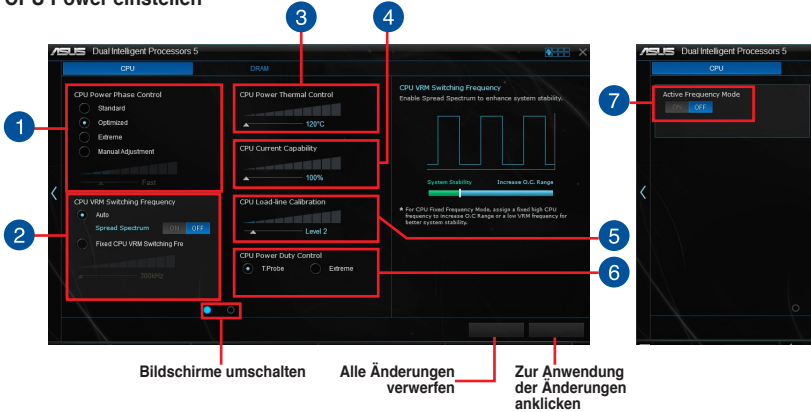 CPU Power einstellen
3
4
ASUS Dual Intelligent Processors 5
CPU
DRAM
1
CPU Power Phase Control
Standard
Optimized
Extreme
Manual Adjustment
Fast
2
CPU VRM Switching Frequency
Auto
Spread Spectrum ON OFF
Fixed CPU VRM Switching Fre
300kHz
CPU Power Thermal Control
120°C
CPU Current Capability
100%
CPU Load-line Calibration
Level 2
5
CPU Power Duty Control
T.Probe Extreme
6
CPU VRM Switching Frequency
Enable Spread Spectrum to enhance system stability.
System Stability Increase O.C. Range
* For CPU Fixed Frequency Mode, assign a fixed high CPU
frequency to increase O.C Range or a low VRM frequency for
better system stability.
ASUS Dual Intelligent Processors 5
CPU
7
Active Frequency Mode
ON OFF
Bildschirme umschalten
Alle Änderungen
verwerfen
Zur Anwendung
der Änderungen
anklicken